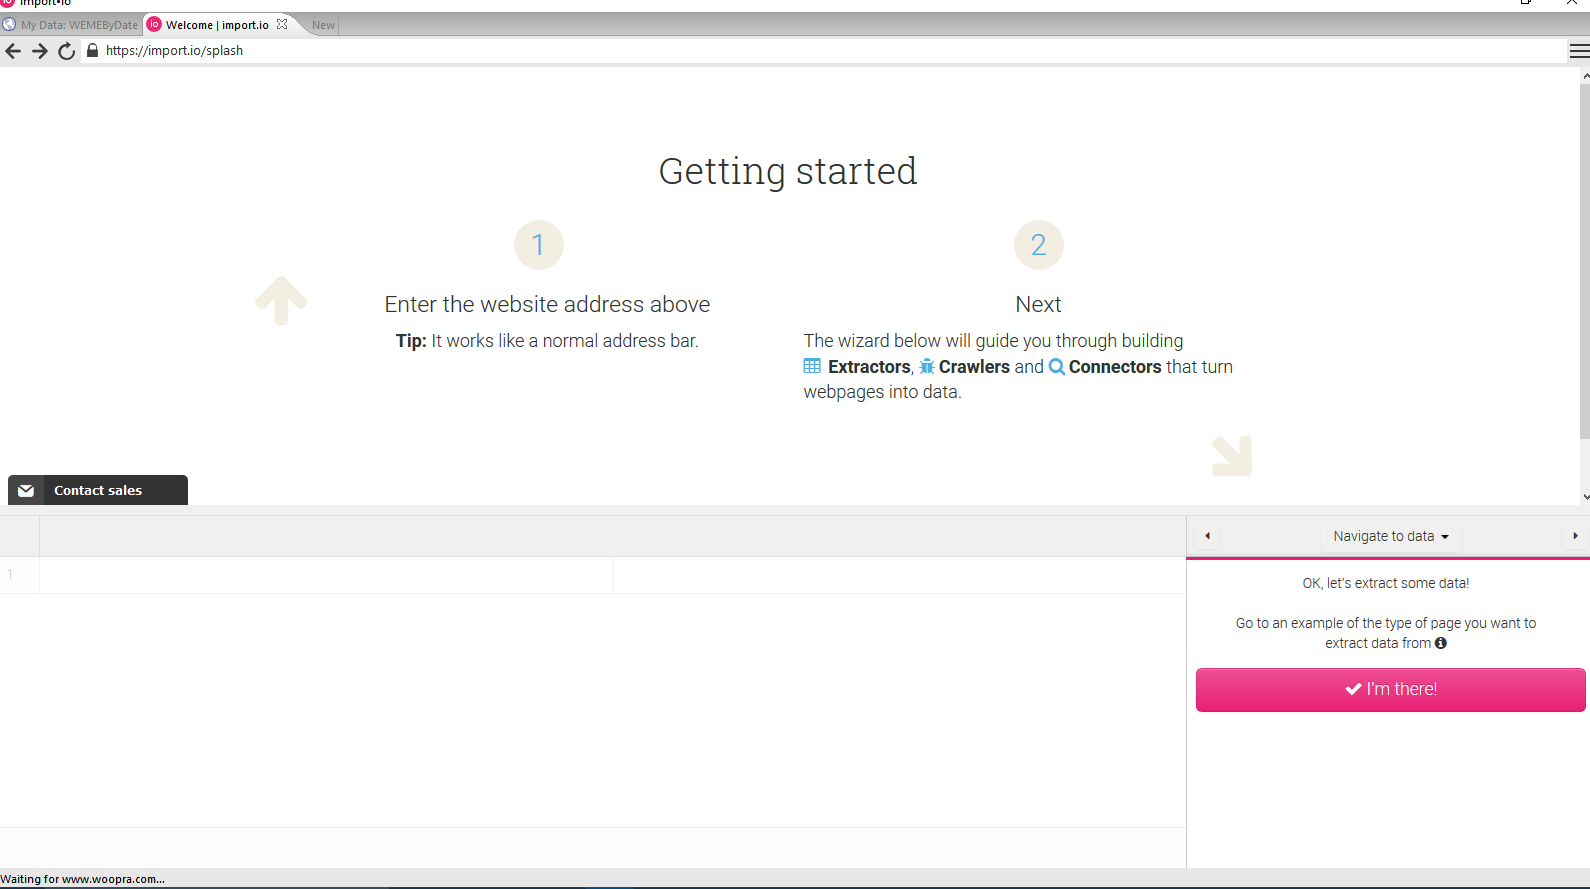 import•io
My Data: WEMEByDate
io Welcome | import.io
New
https://import.io/splash
Getting started
1
Enter the website address above
Tip: It works like a normal address bar.
2
Next
The wizard below will guide you through building
Extractors, Crawlers and Connectors that turn
webpages into data.
Contact sales
1
Navigate to data
OK, let's extract some data!
Go to an example of the type of page you want to
extract data from
I'm there!
Waiting for www.woopra.com...